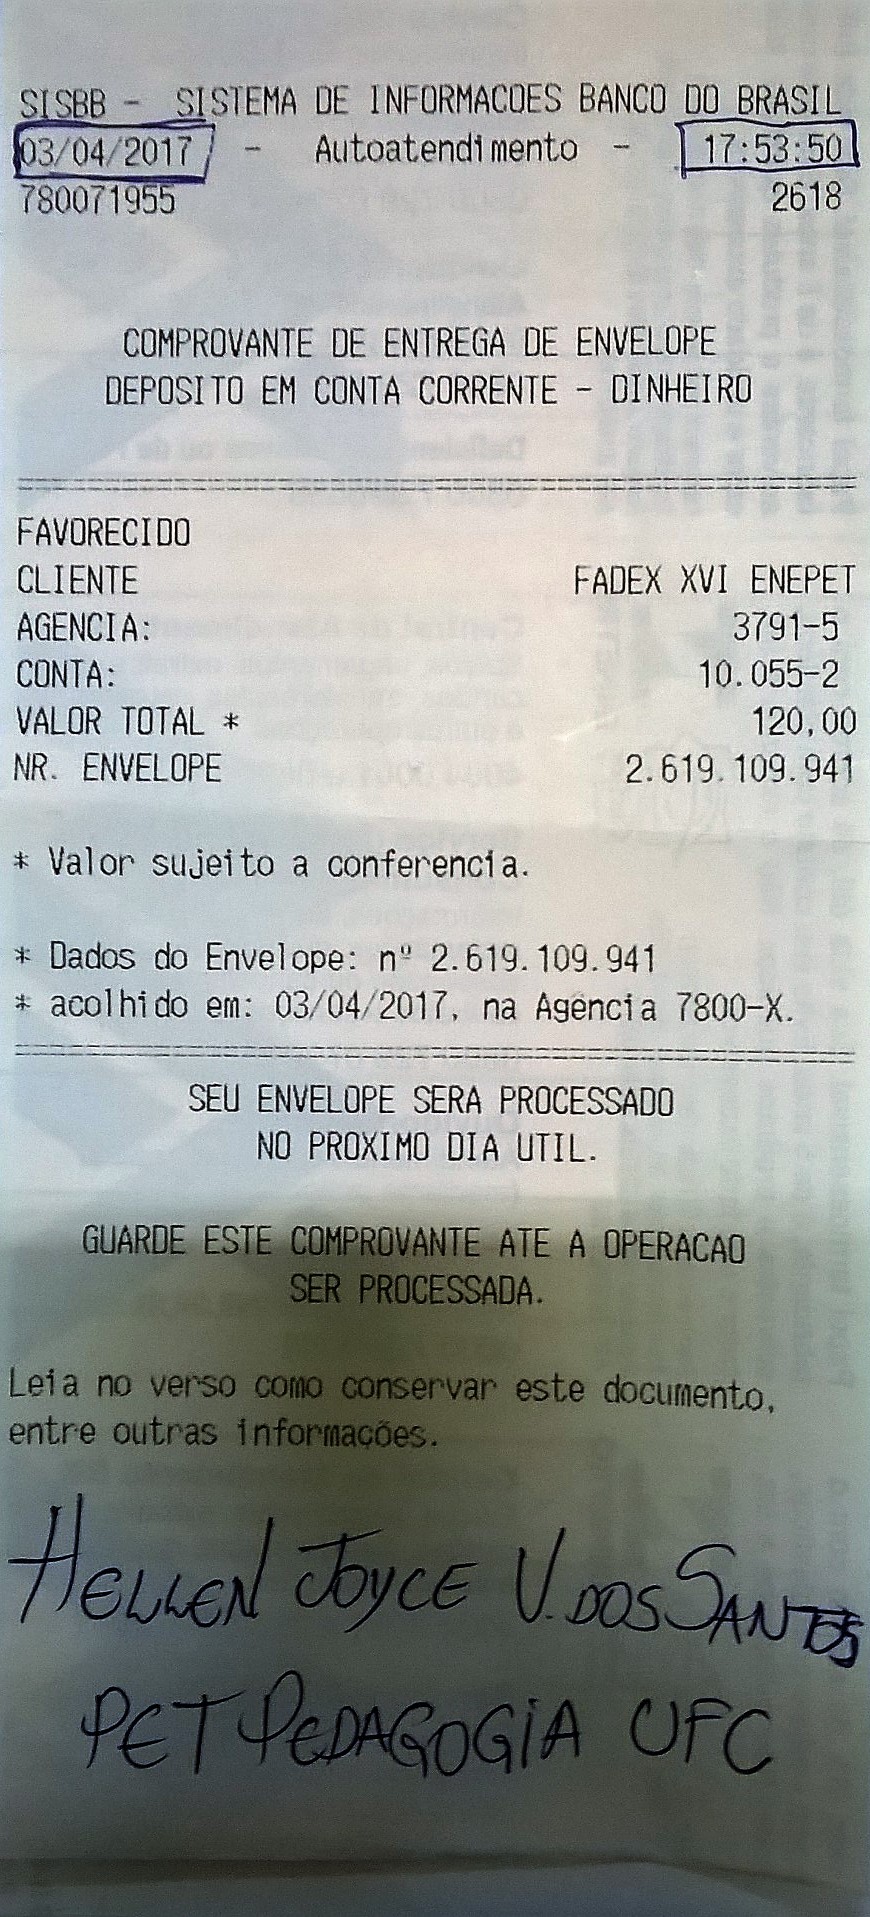 SISBB - SISTEMA DE INFORMACOES BANCO DO BRASIL
03/04/2017 - Autoatendimento - 17:53:50
780071955 2618
COMPROVANTE DE ENTREGA DE ENVELOPE
DEPOSITO EM CONTA CORRENTE - DINHEIRO
FAVORECIDO
CLIENTE FADEX XVI ENEPET
AGENCIA: 3791-5
CONTA: 10.055-2
VALOR TOTAL * 120,00
NR. ENVELOPE 2.619.109.941
* Valor sujeito a conferencia.
* Dados do Envelope: nº 2.619.109.941
* acolhido em: 03/04/2017, na Agência 7800-X.
SEU ENVELOPE SERA PROCESSADO
NO PROXIMO DIA UTIL.
GUARDE ESTE COMPROVANTE ATE A OPERACAO
SER PROCESSADA.
Leia no verso como conservar este documento,
entre outras informações.
HELLEN JOYCE V. DOS SANTOS
PET PEDAGOGIA UFC